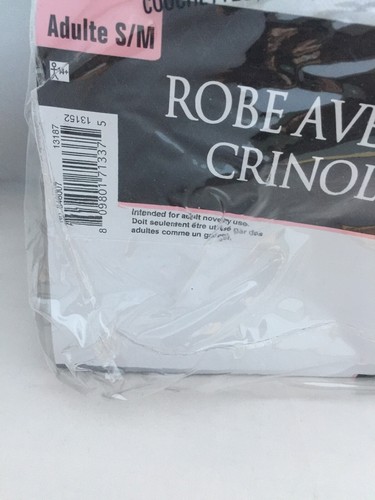 Adulte S/M
14+
ROBE AVE
CRINOL
13187
13152
8 09801 71337 5
Intended for adult novelty use.
Doit seulement être utilisé par des
adultes comme un